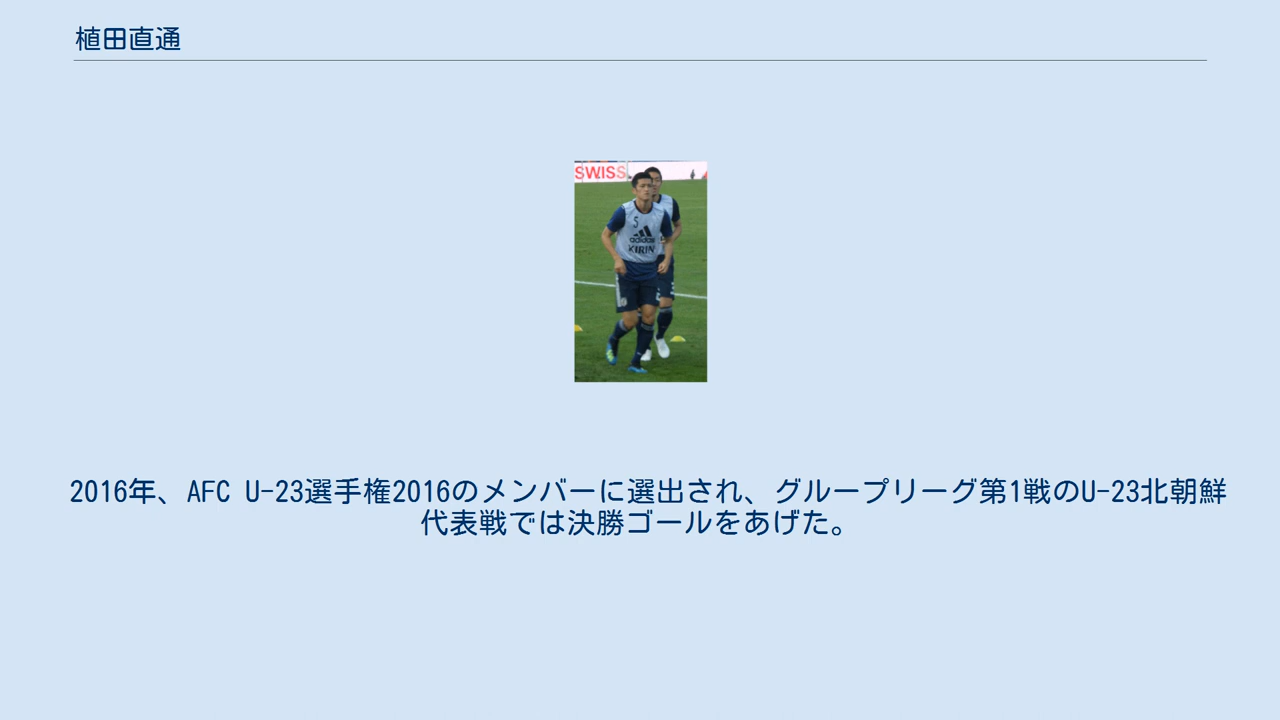 植田直通
SWISS
5
adidas
KIRIN
2016年、AFC U-23選手権2016のメンバーに選出され、グループリーグ第1戦のU-23北朝鮮
代表戦では決勝ゴールをあげた。